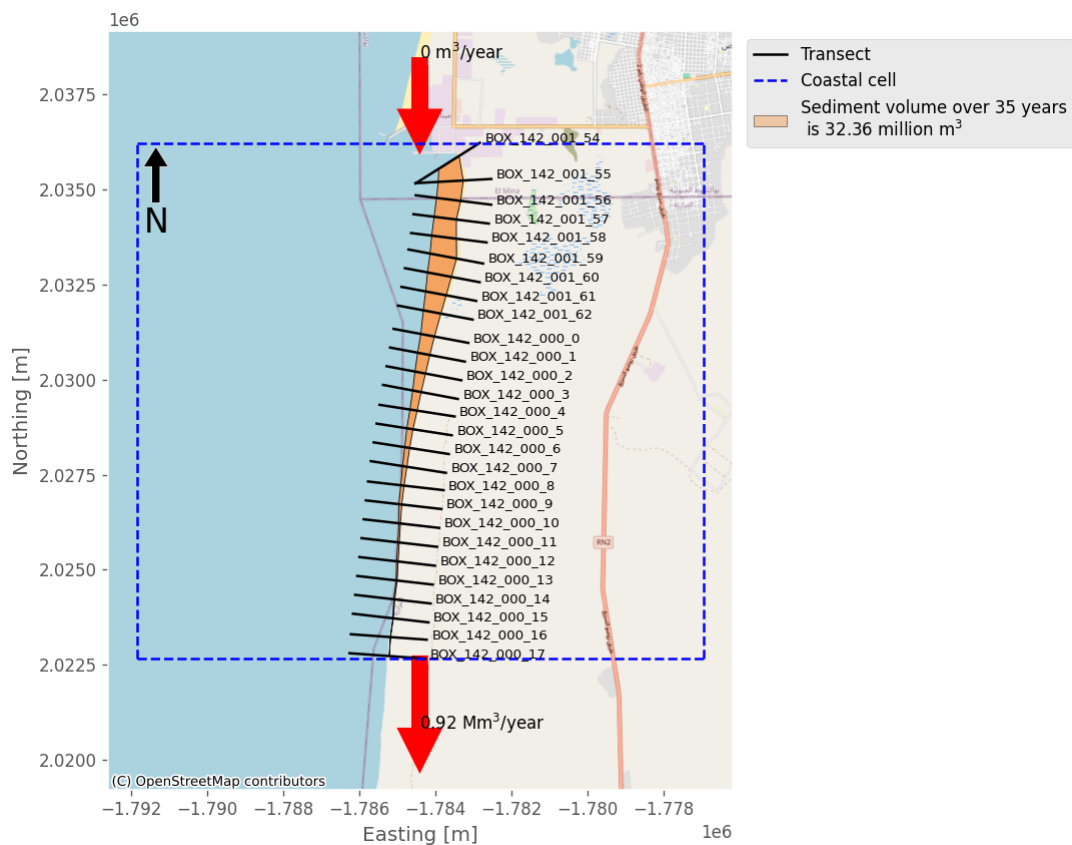 1e6
0 m³/year
Transect
Coastal cell
Sediment volume over 35 years
is 32.36 million m³
2.0375
2.0350
2.0325
2.0300
2.0275
2.0250
2.0225
2.0200
Northing [m]
N
BOX_142_001_54
BOX_142_001_55
El Mina
BOX_142_001_56
BOX_142_001_57
BOX_142_001_58
BOX_142_001_59
BOX_142_001_60
BOX_142_001_61
BOX_142_001_62
BOX_142_000_0
BOX_142_000_1
BOX_142_000_2
BOX_142_000_3
BOX_142_000_4
BOX_142_000_5
BOX_142_000_6
BOX_142_000_7
BOX_142_000_8
BOX_142_000_9
BOX_142_000_10
BOX_142_000_11
RN2
BOX_142_000_12
BOX_142_000_13
BOX_142_000_14
BOX_142_000_15
BOX_142_000_16
BOX_142_000_17
0.92 Mm³/year
(C) OpenStreetMap contributors
−1.792 −1.790 −1.788 −1.786 −1.784 −1.782 −1.780 −1.778
Easting [m]
1e6